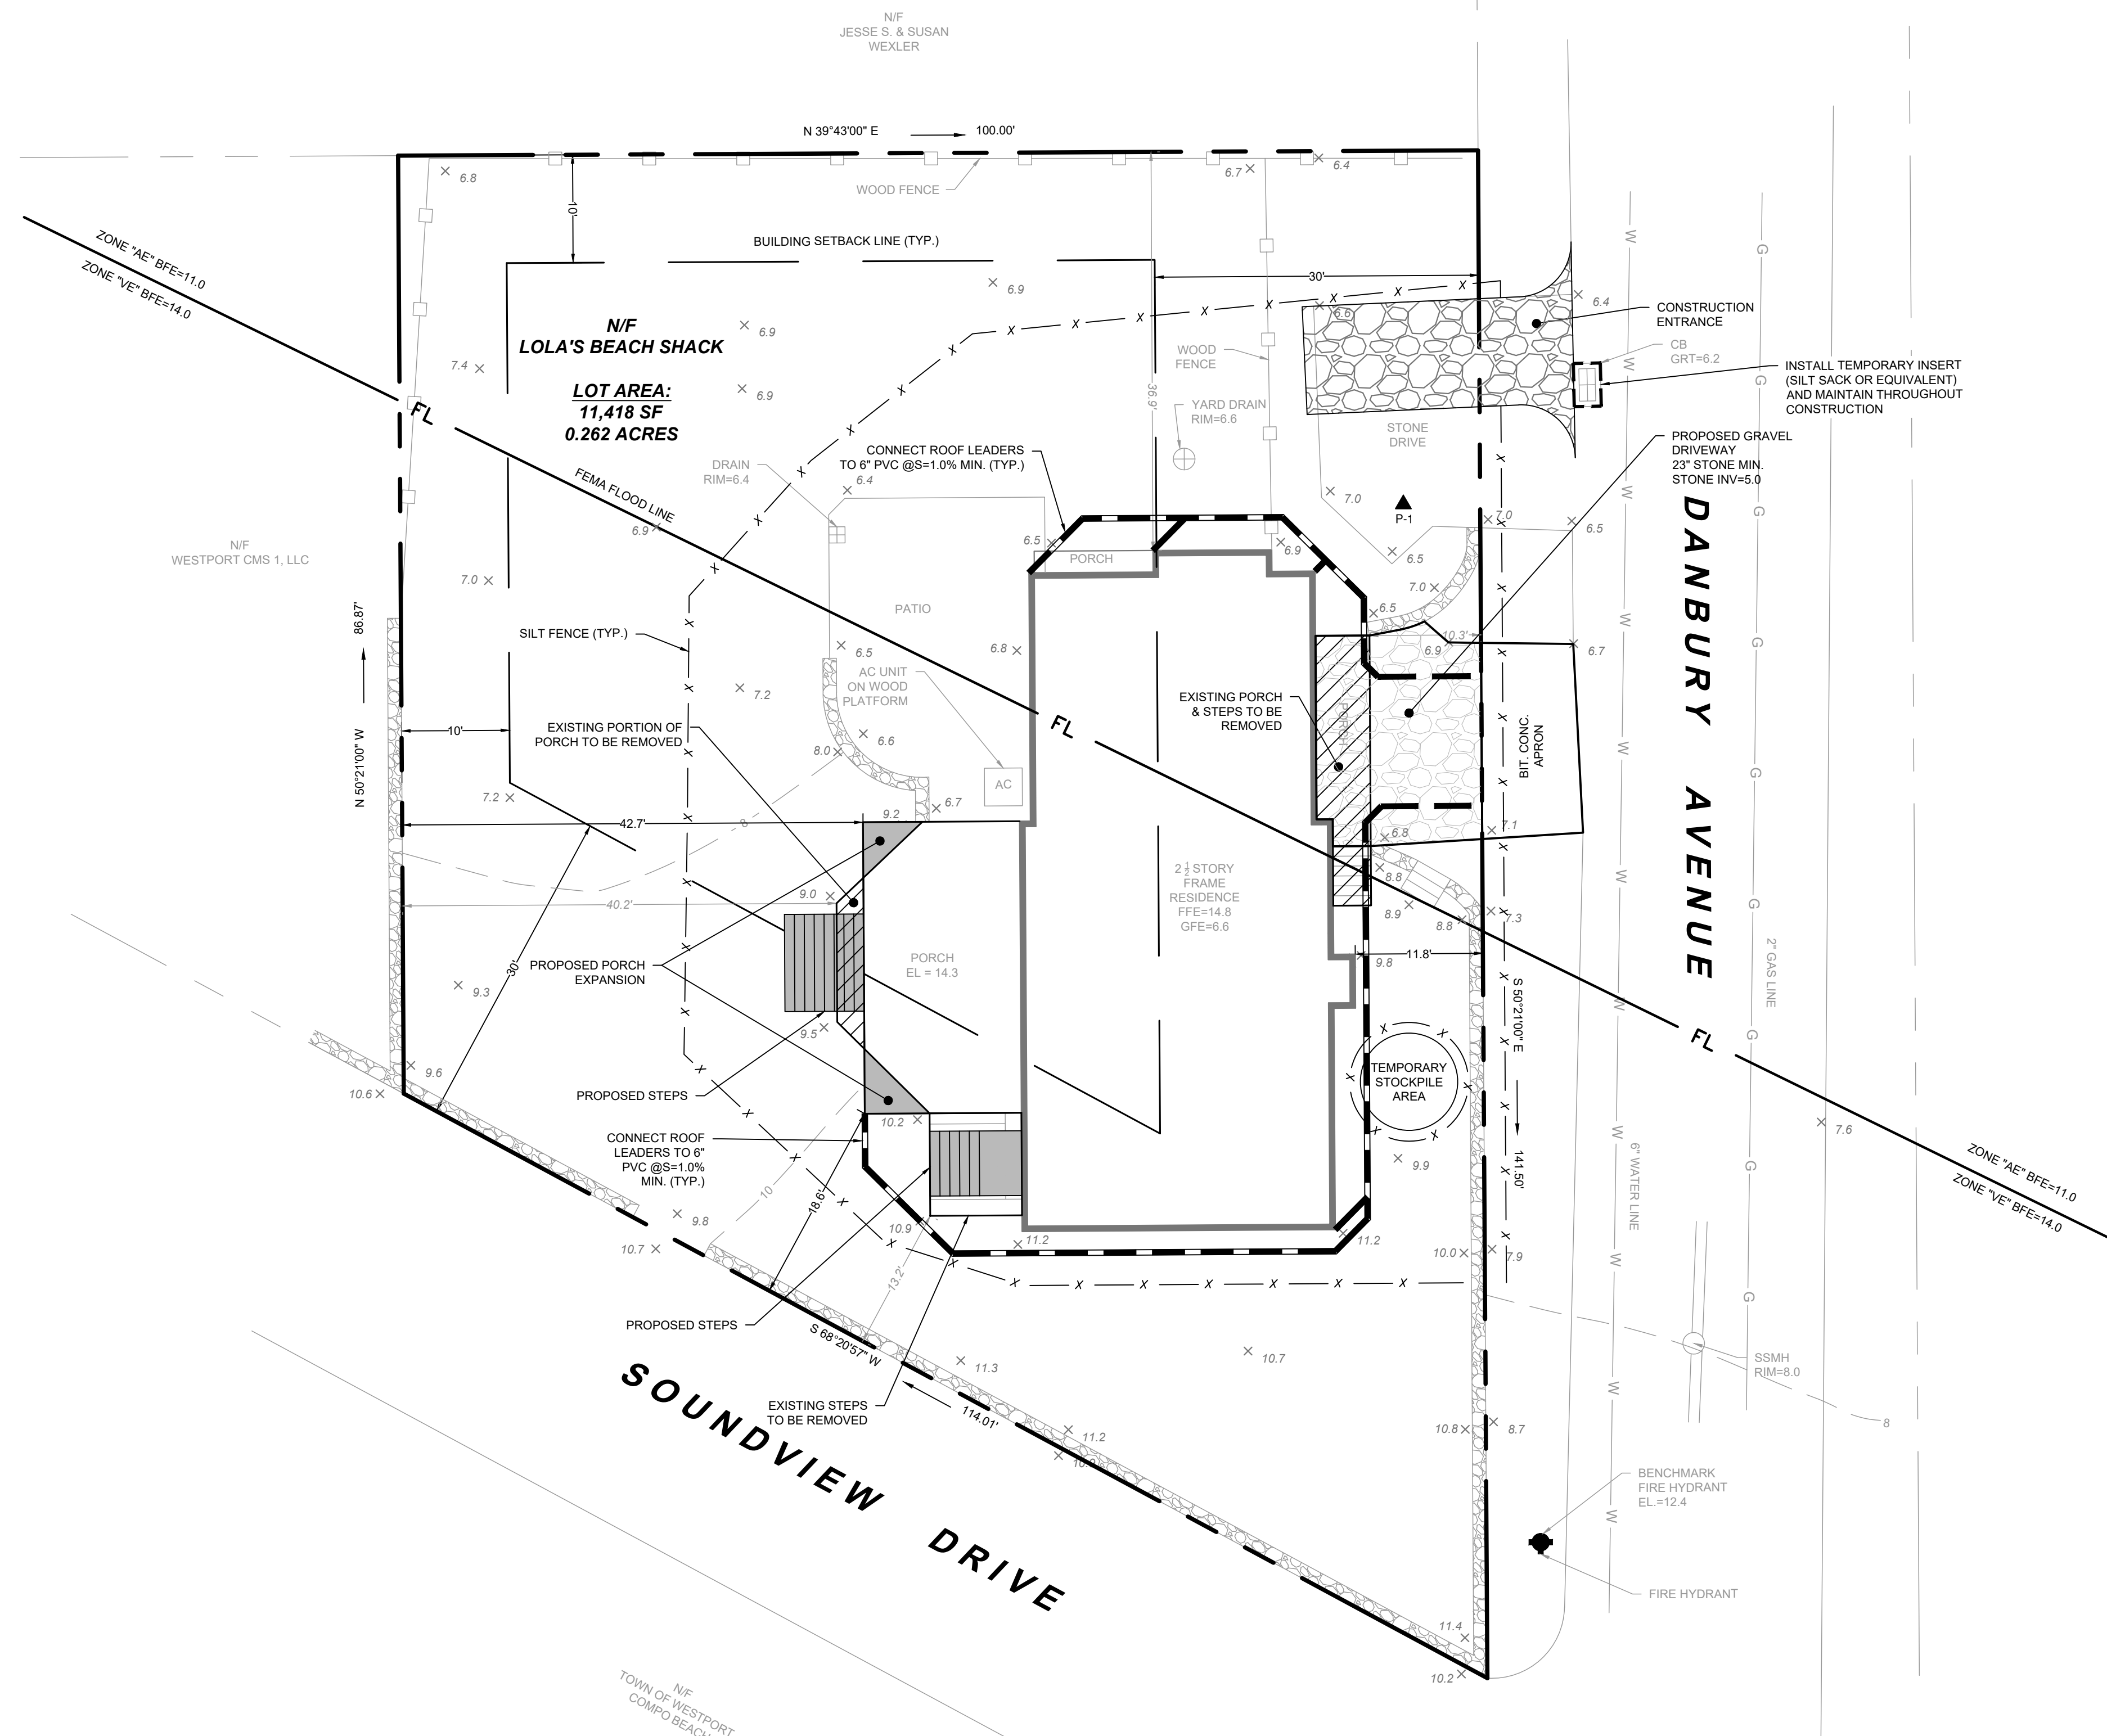 N/F
JESSE S. & SUSAN
WEXLER
N 39°43'00" E
100.00'
6.8
WOOD FENCE
6.7
6.4
10'
ZONE "AE" BFE=11.0
ZONE "VE" BFE=14.0
BUILDING SETBACK LINE (TYP.)
30'
6.9
6.4
6.6
CONSTRUCTION
ENTRANCE
N/F
LOLA'S BEACH SHACK
LOT AREA:
11,418 SF
0.262 ACRES
6.9
7.4
6.9
WOOD
FENCE
36.9'
CB
GRT=6.2
INSTALL TEMPORARY INSERT
(SILT SACK OR EQUIVALENT)
AND MAINTAIN THROUGHOUT
CONSTRUCTION
FL
YARD DRAIN
RIM=6.6
STONE
DRIVE
PROPOSED GRAVEL
DRIVEWAY
23" STONE MIN.
STONE INV=5.0
CONNECT ROOF LEADERS
TO 6" PVC @S=1.0% MIN. (TYP.)
DRAIN
RIM=6.4
6.4
FEMA FLOOD LINE
6.9
7.0
P-1
7.0
6.5
N/F
WESTPORT CMS 1, LLC
6.5
PORCH
6.9
6.5
7.0
7.0
PATIO
6.5
DANBURY AVENUE
N 50°21'00" W
86.87'
SILT FENCE (TYP.)
6.5
6.8
10.3'
6.9
6.7
AC UNIT
ON WOOD
PLATFORM
7.2
EXISTING PORCH
& STEPS TO BE
REMOVED
PORCH
10'
EXISTING PORTION OF
PORCH TO BE REMOVED
6.6
8.0
FL
BIT. CONC.
APRON
AC
7.2
6.7
9.2
42.7'
8
6.8
7.1
2 1/2 STORY
FRAME
RESIDENCE
FFE=14.8
GFE=6.6
8.8
9.0
40.2'
8.9
8.8
7.3
30'
PROPOSED PORCH
EXPANSION
PORCH
EL = 14.3
11.8'
9.8
2" GAS LINE
9.3
9.5
S 50°21'00" E
141.50'
FL
TEMPORARY
STOCKPILE
AREA
9.6
10.6
PROPOSED STEPS
10.2
7.6
CONNECT ROOF
LEADERS TO 6"
PVC @S=1.0%
MIN. (TYP.)
9.9
6" WATER LINE
ZONE "AE" BFE=11.0
ZONE "VE" BFE=14.0
10
18.6'
9.8
10.7
10.9
11.2
11.2
10.0
7.9
13.2'
PROPOSED STEPS
S 68°20'57" W
114.01'
11.3
10.7
SSMH
RIM=8.0
SOUNDVIEW DRIVE
EXISTING STEPS
TO BE REMOVED
11.2
10.8
8.7
8
BENCHMARK
FIRE HYDRANT
EL.=12.4
FIRE HYDRANT
11.4
10.2
N/F
TOWN OF WESTPORT
COMPO BEACH